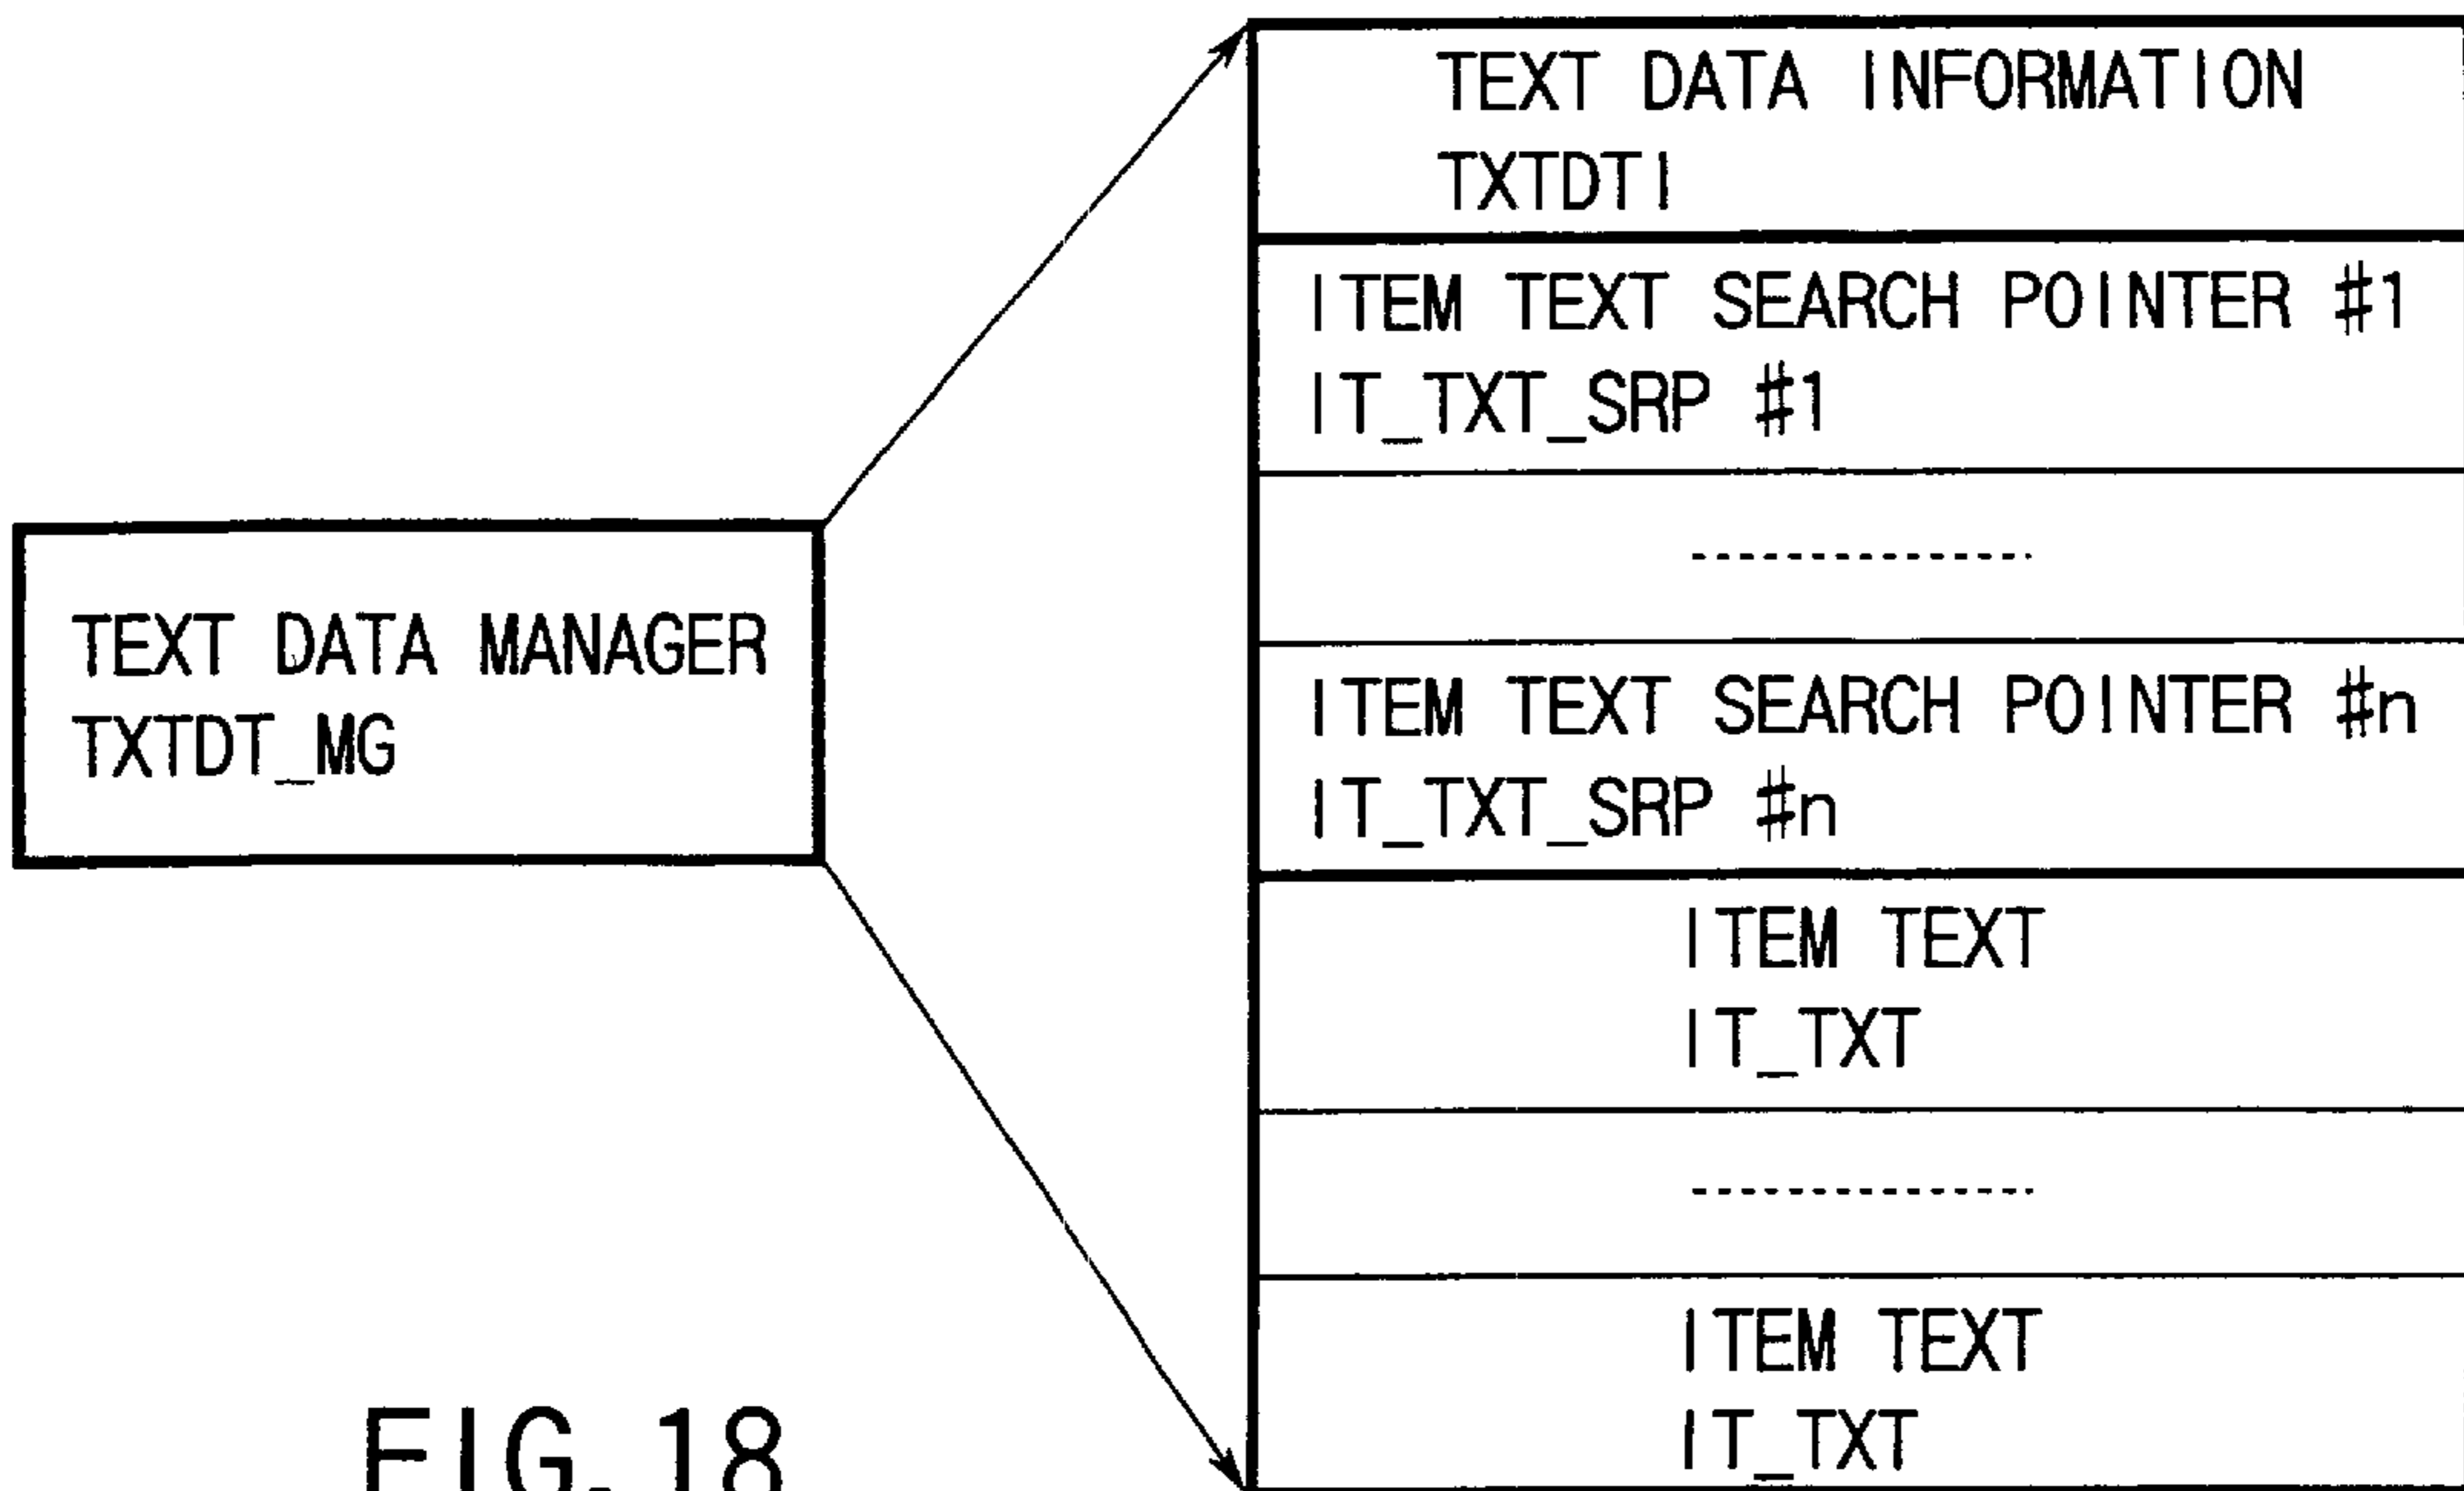 TEXT DATA INFORMATION
TXTDTI
ITEM TEXT SEARCH POINTER #1
IT_TXT_SRP #1
---------------
TEXT DATA MANAGER
TXTDT_MG
ITEM TEXT SEARCH POINTER #n
IT_TXT_SRP #n
ITEM TEXT
IT_TXT
---------------
ITEM TEXT
IT_TXT
FIG. 18